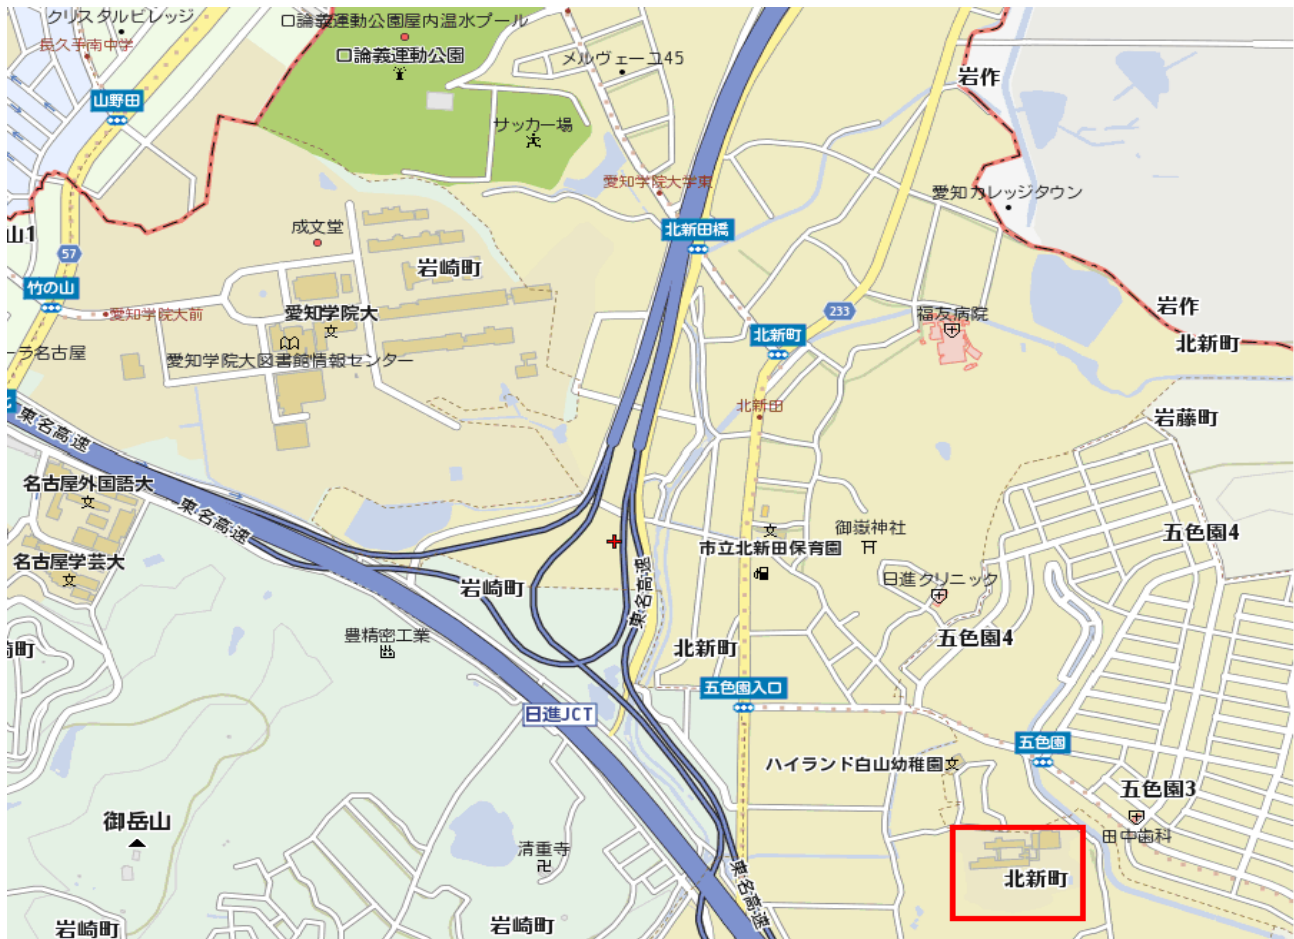 クリスタルビレッジ
口論義運動公園屋内温水プール
長久手南中学
口論義運動公園
メルヴェーユ45
岩作
山野田
サッカー場
愛知学院大学東
愛知カレッジタウン
山1
成文堂
北新田橋
57
岩崎町
竹の山
愛知学院大前
愛知学院大
233
福友病院
岩作
北新町
北新町
ーラ名古屋
愛知学院大図書館情報センター
北新田
東名高速
岩藤町
名古屋外国語大
東名高速
御嶽神社
五色園4
市立北新田保育園
名古屋学芸大
岩崎町
東名高速
日進クリニック
豊精密工業
北新町
五色園4
崎町
五色園入口
日進JCT
五色園
ハイランド白山幼稚園
五色園3
御岳山
田中歯科
清重寺
東名高速
北新町
岩崎町
岩崎町